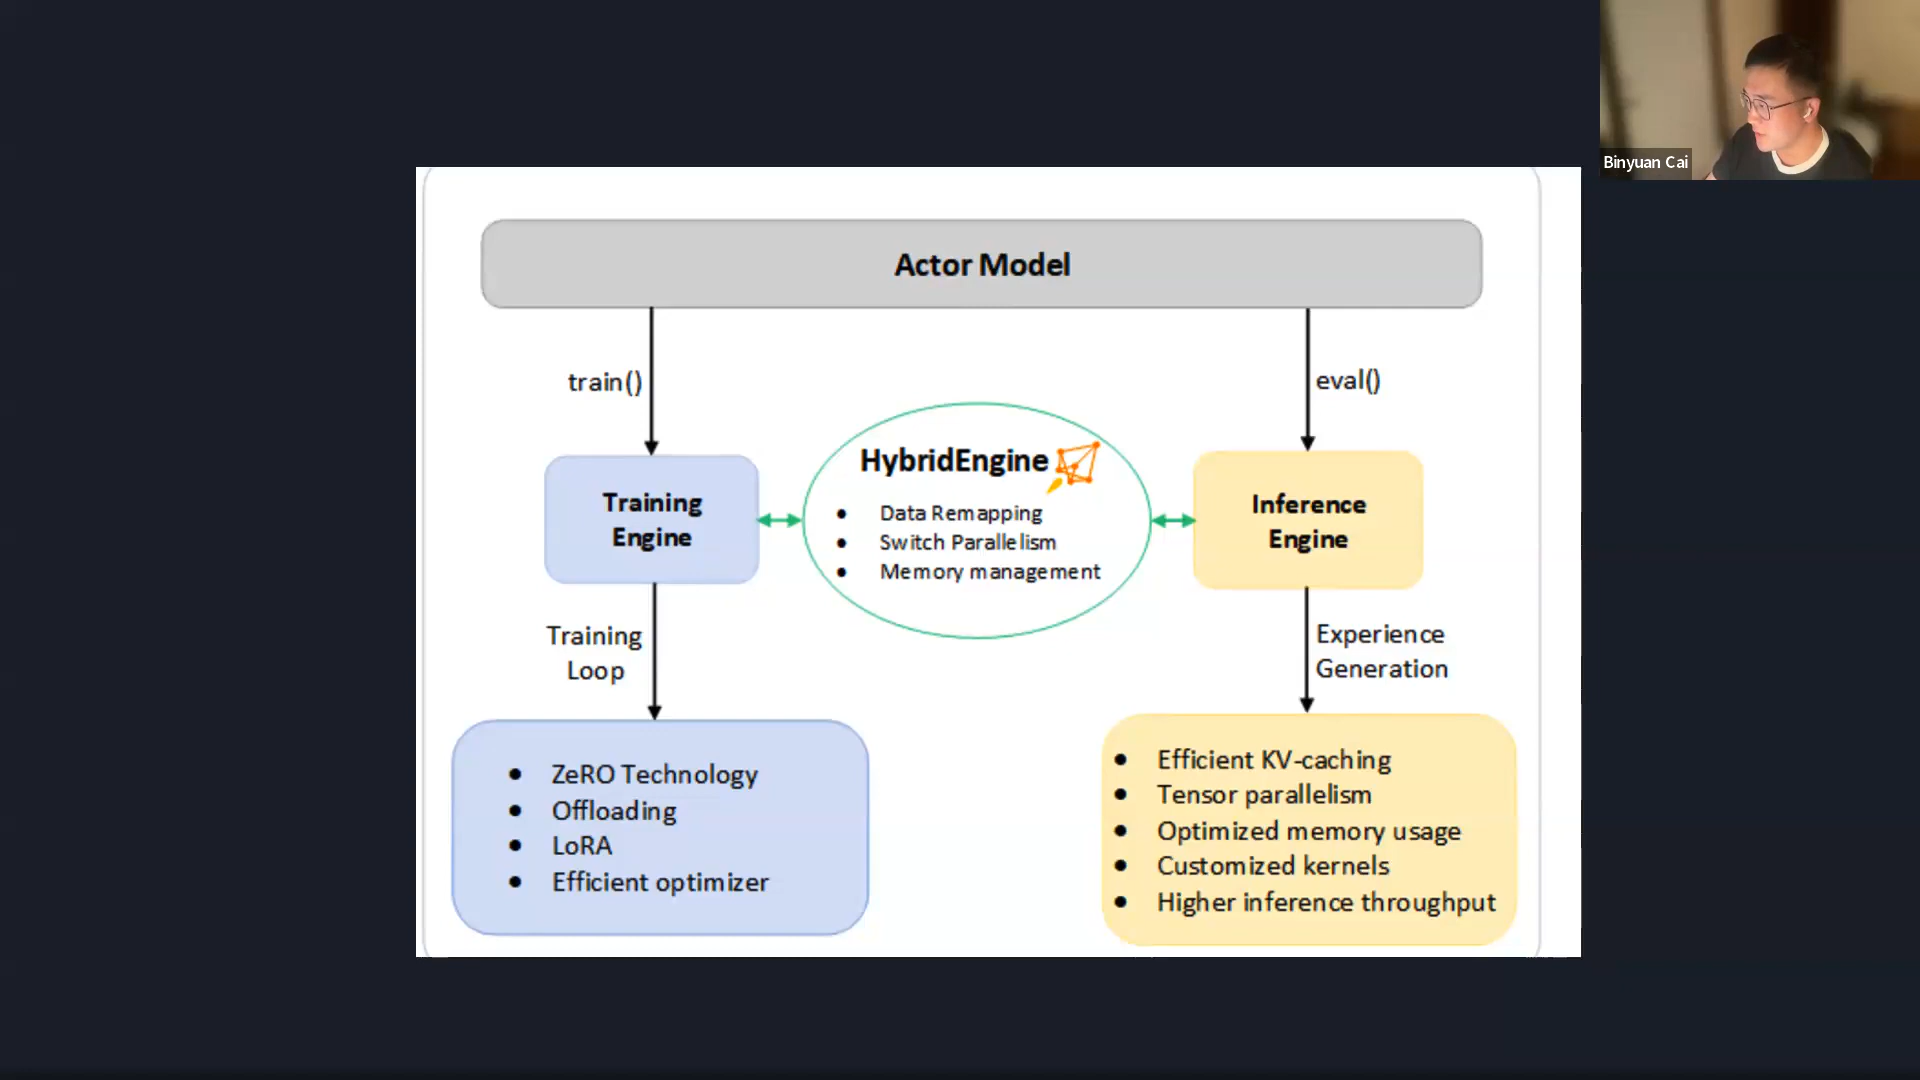 Binyuan Cai
Actor Model
train()
eval()
HybridEngine
• Data Remapping
• Switch Parallelism
• Memory management
Training
Engine
Inference
Engine
Training
Loop
Experience
Generation
• ZeRO Technology
• Offloading
• LoRA
• Efficient optimizer
• Efficient KV-caching
• Tensor parallelism
• Optimized memory usage
• Customized kernels
• Higher inference throughput